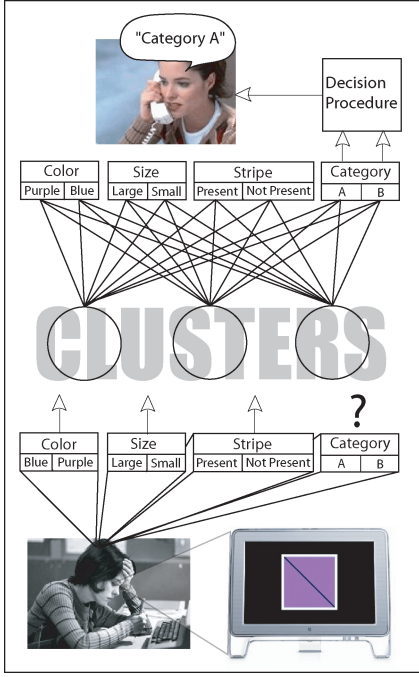 "Category A"
Decision
Procedure
Color Size Stripe Category
Purple Blue Large Small Present Not Present A B
CLUSTERS
?
Color Size Stripe Category
Blue Purple Large Small Present Not Present A B